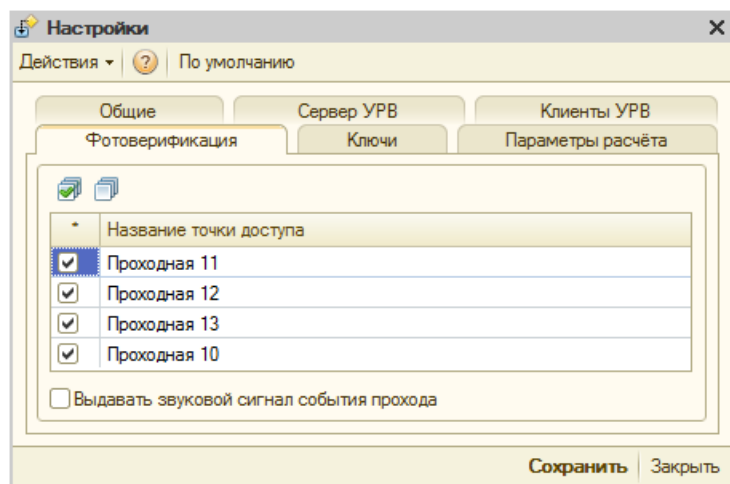 Настройки
Действия ? По умолчанию
Общие Сервер УРВ Клиенты УРВ
Фотоверификация Ключи Параметры расчёта
* Название точки доступа
Проходная 11
Проходная 12
Проходная 13
Проходная 10
Выдавать звуковой сигнал события прохода
Сохранить Закрыть